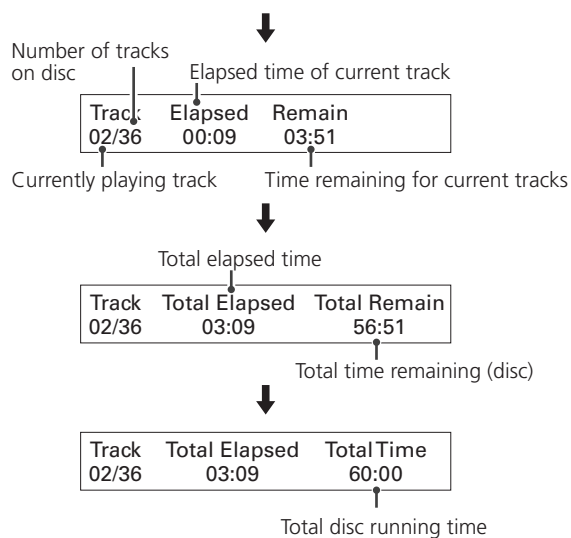 Number of tracks
on disc
Elapsed time of current track
Track Elapsed Remain
02/36 00:09 03:51
Currently playing track Time remaining for current tracks
Total elapsed time
Track Total Elapsed Total Remain
02/36 03:09 56:51
Total time remaining (disc)
Track Total Elapsed Total Time
02/36 03:09 60:00
Total disc running time